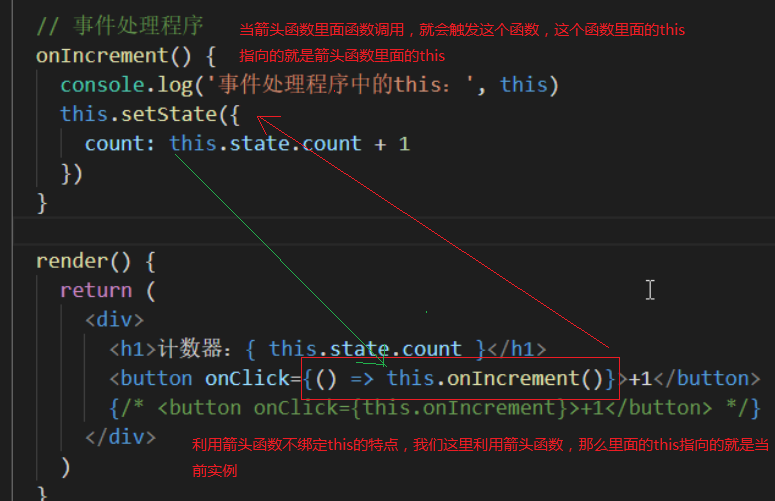 // 事件处理程序
当箭头函数里面函数调用，就会触发这个函数，这个函数里面的this
指向的就是箭头函数里面的this
onIncrement() {
console.log('事件处理程序中的this：', this)
this.setState({
count: this.state.count + 1
})
}
render() {
return (
<div>
<h1>计数器：{ this.state.count }</h1>
<button onClick={() => this.onIncrement()}>+1</button>
{/* <button onClick={this.onIncrement}>+1</button> */}
</div>
利用箭头函数不绑定this的特点，我们这里利用箭头函数，那么里面的this指向的就是当
前实例
)
}